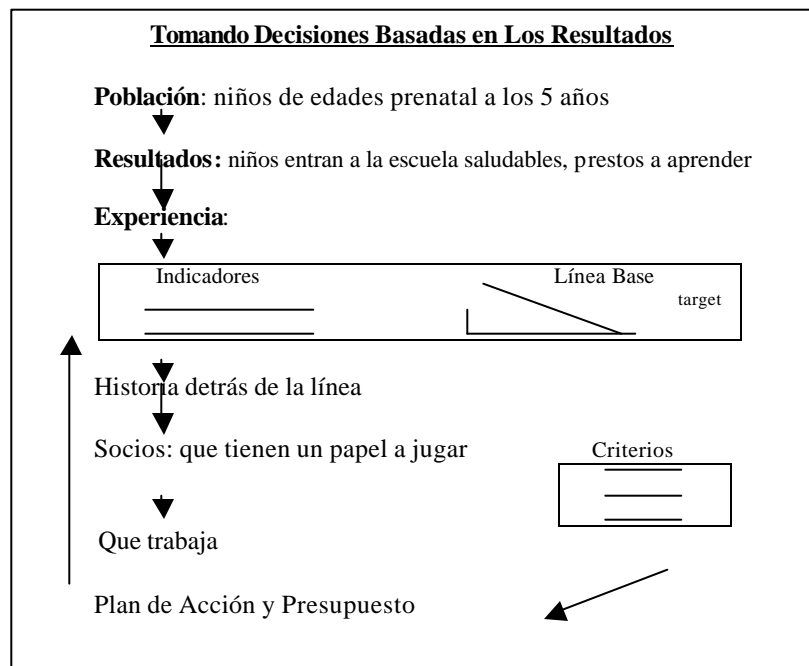 Tomando Decisiones Basadas en Los Resultados
Población: niños de edades prenatal a los 5 años
Resultados: niños entran a la escuela saludables, prestos a aprender
Experiencia:
Indicadores
Línea Base
target
Historia detrás de la línea
Socios: que tienen un papel a jugar
Criterios
Que trabaja
Plan de Acción y Presupuesto